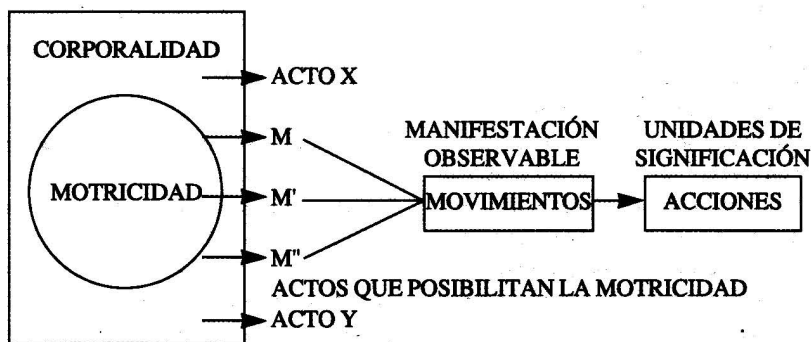 CORPORALIDAD
ACTO X
M
MANIFESTACIÓN
OBSERVABLE
UNIDADES DE
SIGNIFICACIÓN
MOTRICIDAD
M'
MOVIMIENTOS
ACCIONES
M"
ACTOS QUE POSIBILITAN LA MOTRICIDAD
ACTO Y